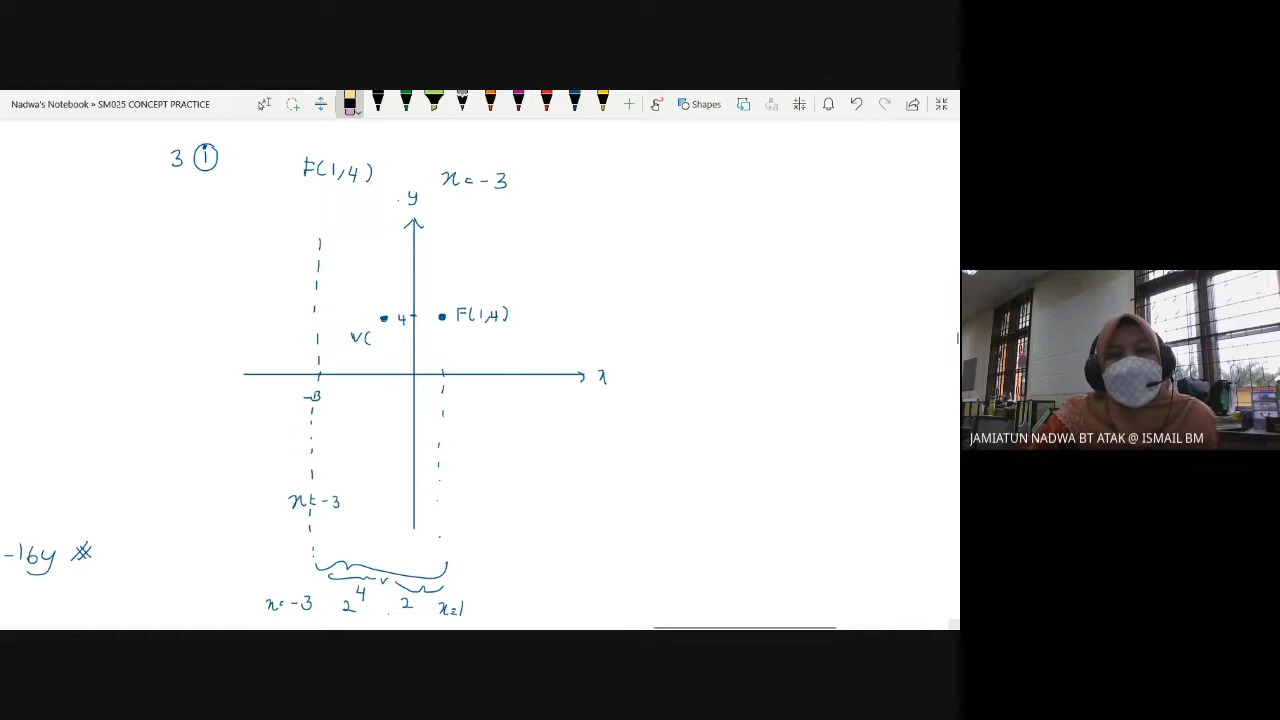 Nadwa's Notebook » SM025 CONCEPT PRACTICE
Shapes
3 (i)
F(1,4)
x = -3
y
4
F(1,4)
V(
x
-3
x = -3
-16y
4
x = -3
2
2
x=1
JAMIATUN NADWA BT ATAK @ ISMAIL BM